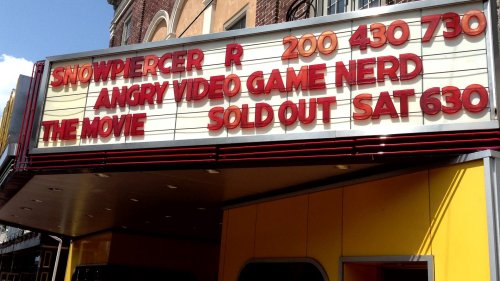 SNOWPIERCER R 200 430 730
ANGRY VIDEO GAME NERD
THE MOVIE SOLD OUT SAT 630